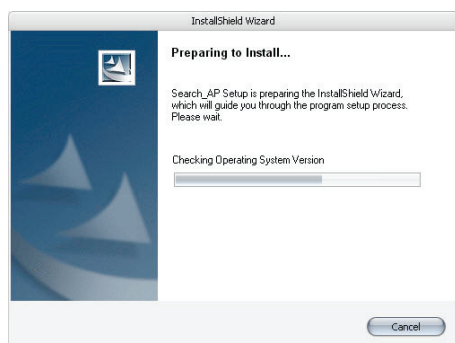 InstallShield Wizard
Preparing to Install...
Search_AP Setup is preparing the InstallShield Wizard,
which will guide you through the program setup process.
Please wait.
Checking Operating System Version
Cancel